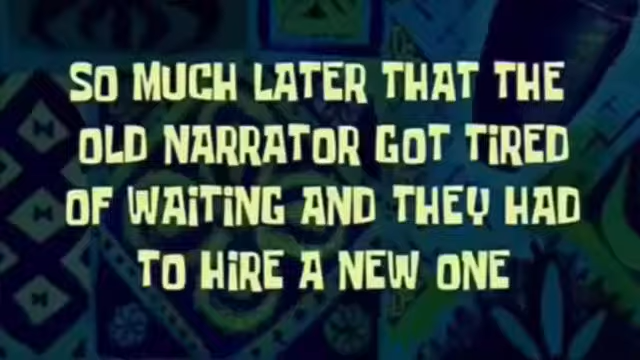 SO MUCH LATER THAT THE
OLD NARRATOR GOT TIRED
OF WAITING AND THEY HAD
TO HIRE A NEW ONE